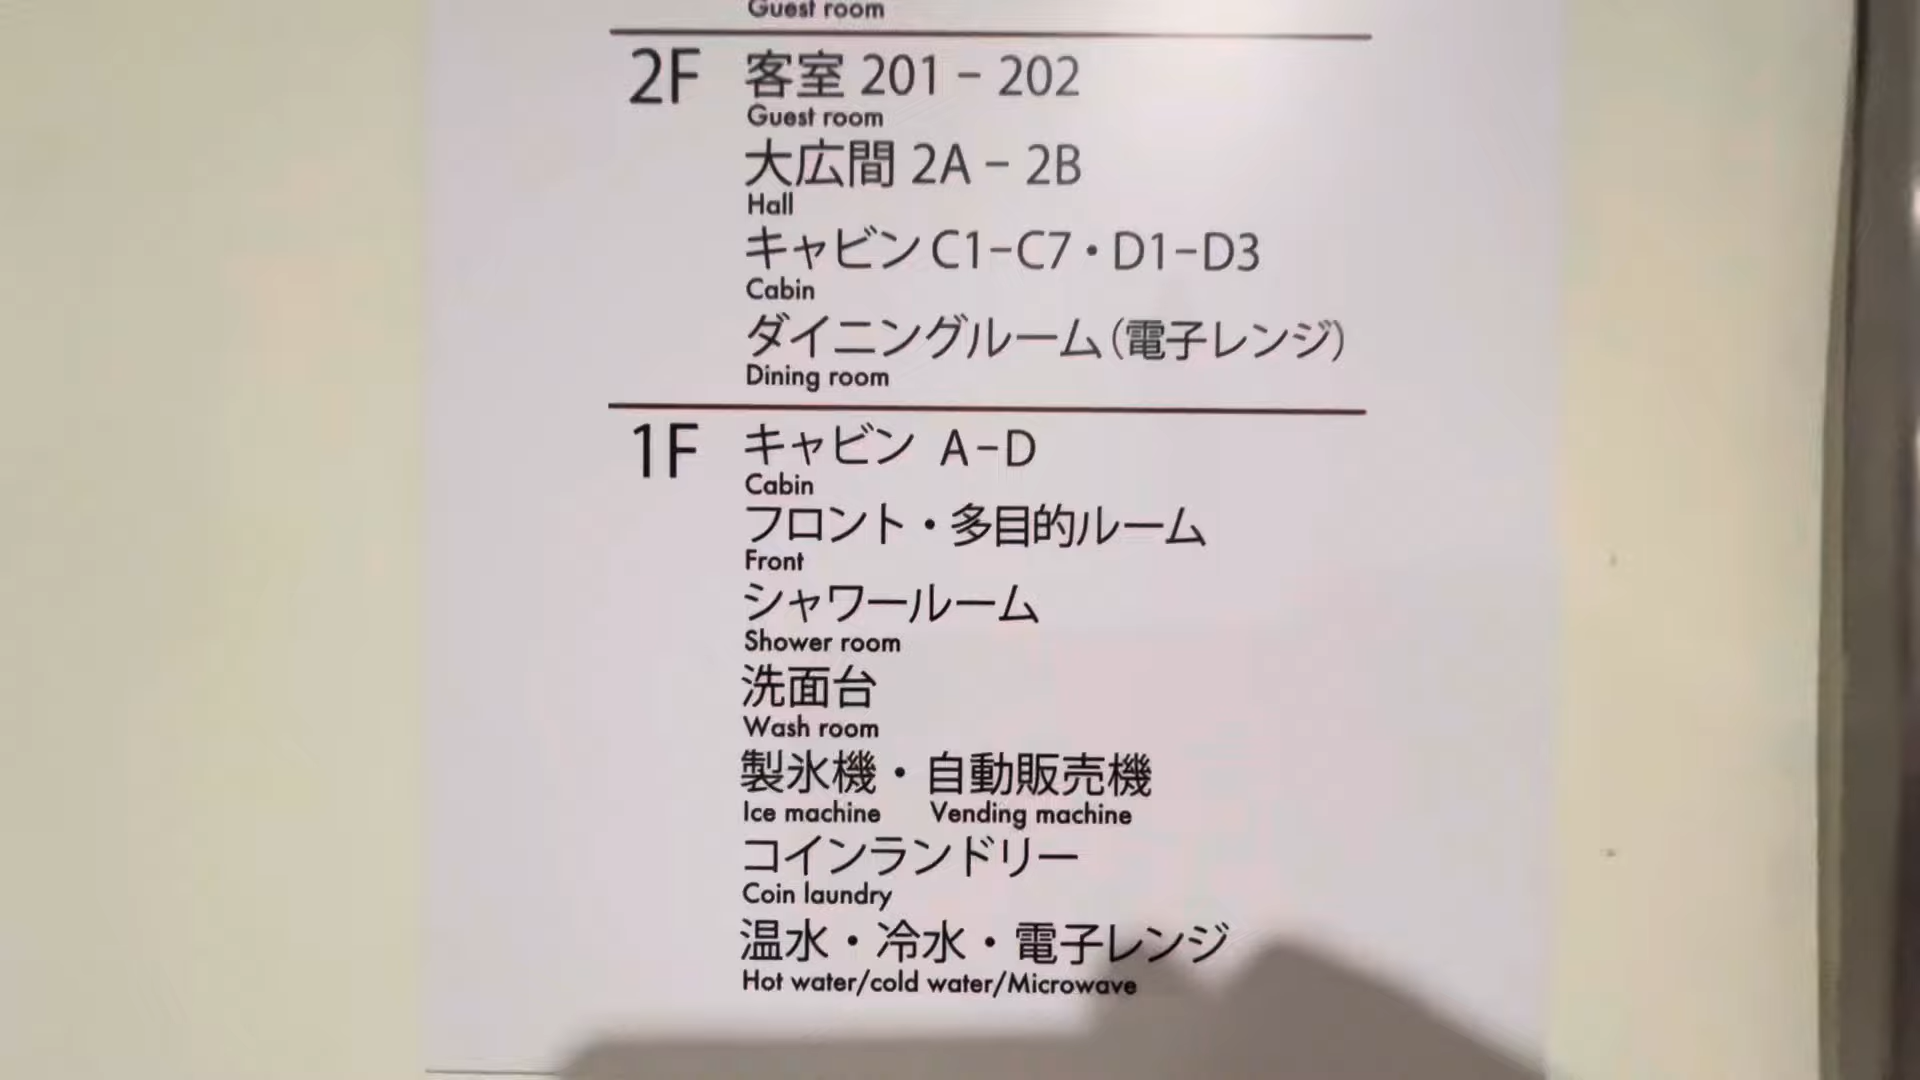 Guest room
2F 客室 201 – 202
Guest room
大広間 2A – 2B
Hall
キャビン C1–C7・D1–D3
Cabin
ダイニングルーム(電子レンジ)
Dining room
1F キャビン A–D
Cabin
フロント・多目的ルーム
Front
シャワールーム
Shower room
洗面台
Wash room
製氷機・自動販売機
Ice machine Vending machine
コインランドリー
Coin laundry
温水・冷水・電子レンジ
Hot water/cold water/Microwave